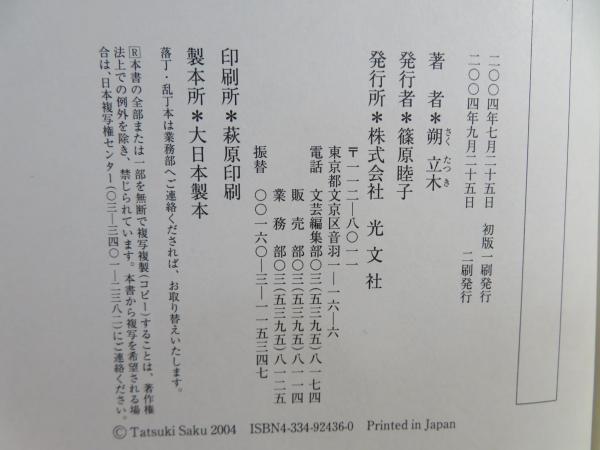 二〇〇四年七月二十五日 初版一刷発行
二〇〇四年九月二十五日 二刷発行
さく たつき
著者＊朔 立木
発行者＊篠原睦子
発行所＊株式会社 光文社
〒一一二―八〇一一
東京都文京区音羽一―一六―六
電話 文芸編集部〇三(五三九五)八一七四
販売部〇三(五三九五)八一一四
業務部〇三(五三九五)八一二五
振替 〇〇一六〇―三―一一五三四七
印刷所＊萩原印刷
製本所＊大日本製本
落丁・乱丁本は業務部へご連絡くだされば、お取り替えいたします。
Ⓡ本書の全部または一部を無断で複写複製(コピー)することは、著作権
法上での例外を除き、禁じられています。本書から複写を希望される場
合は、日本複写権センター(〇三―三四〇一―二三八二)にご連絡ください。
© Tatsuki Saku 2004 ISBN4-334-92436-0 Printed in Japan